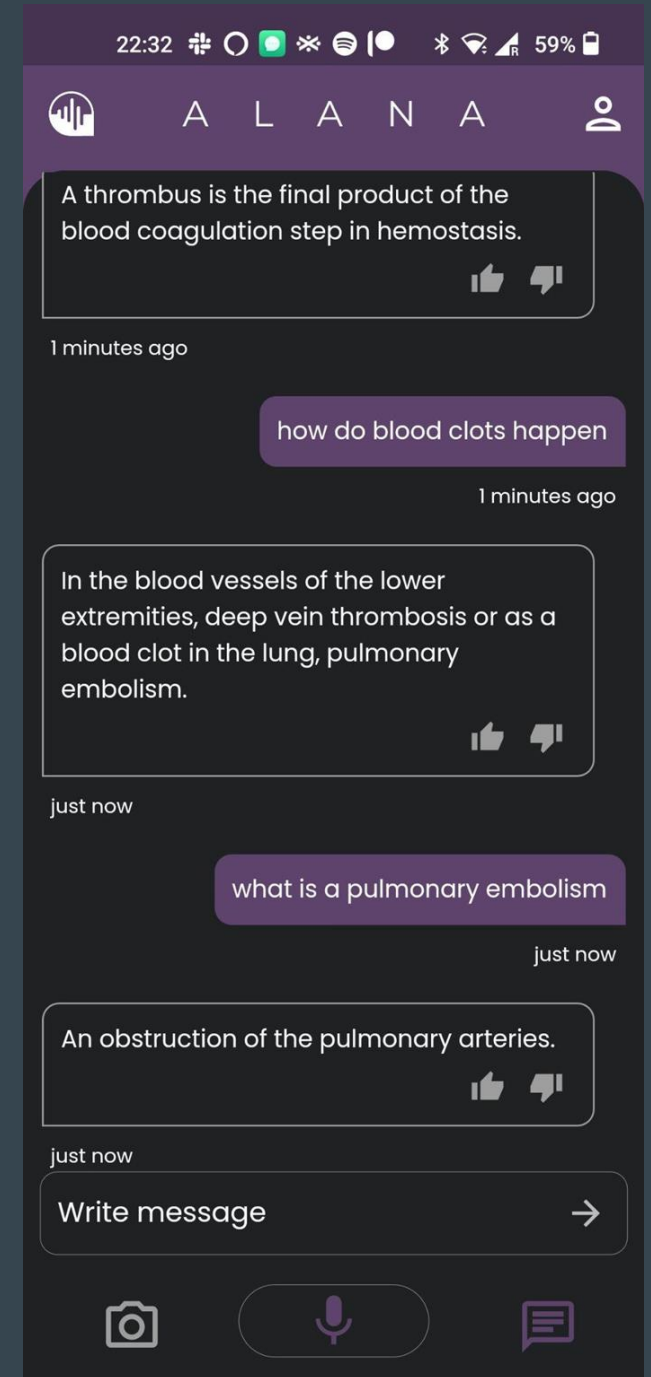 22:32 59%
R
A L A N A
A thrombus is the final product of the
blood coagulation step in hemostasis.
1 minutes ago
how do blood clots happen
1 minutes ago
In the blood vessels of the lower
extremities, deep vein thrombosis or as a
blood clot in the lung, pulmonary
embolism.
just now
what is a pulmonary embolism
just now
An obstruction of the pulmonary arteries.
just now
Write message